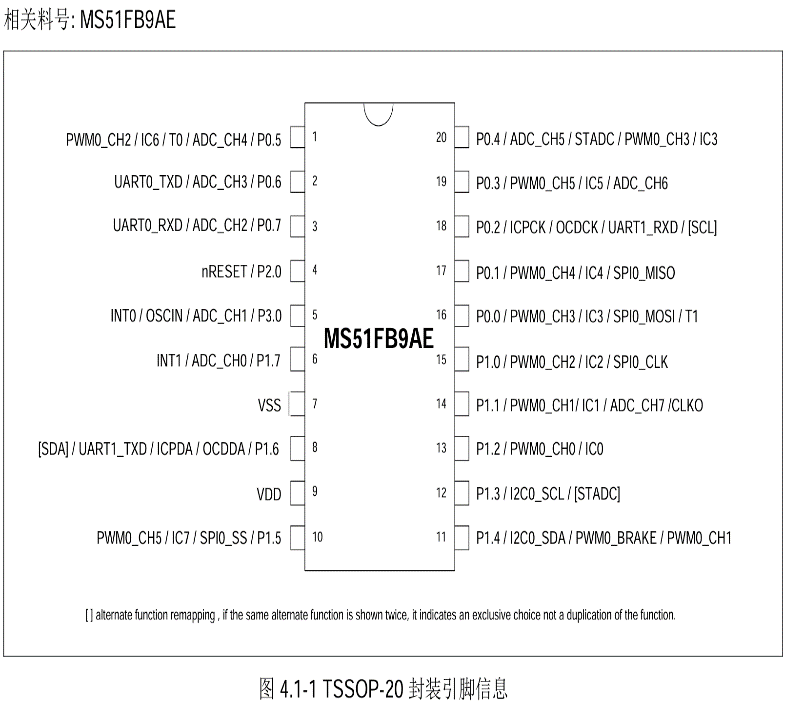 相关料号: MS51FB9AE
PWM0_CH2 / IC6 / T0 / ADC_CH4 / P0.5 1 20 P0.4 / ADC_CH5 / STADC / PWM0_CH3 / IC3
UART0_TXD / ADC_CH3 / P0.6 2 19 P0.3 / PWM0_CH5 / IC5 / ADC_CH6
UART0_RXD / ADC_CH2 / P0.7 3 18 P0.2 / ICPCK / OCDCK / UART1_RXD / [SCL]
nRESET / P2.0 4 17 P0.1 / PWM0_CH4 / IC4 / SPI0_MISO
INT0 / OSCIN / ADC_CH1 / P3.0 5 16 P0.0 / PWM0_CH3 / IC3 / SPI0_MOSI / T1
MS51FB9AE
INT1 / ADC_CH0 / P1.7 6 15 P1.0 / PWM0_CH2 / IC2 / SPI0_CLK
VSS 7 14 P1.1 / PWM0_CH1/ IC1 / ADC_CH7 /CLKO
[SDA] / UART1_TXD / ICPDA / OCDDA / P1.6 8 13 P1.2 / PWM0_CH0 / IC0
VDD 9 12 P1.3 / I2C0_SCL / [STADC]
PWM0_CH5 / IC7 / SPI0_SS / P1.5 10 11 P1.4 / I2C0_SDA / PWM0_BRAKE / PWM0_CH1
[ ] alternate function remapping , if the same alternate function is shown twice, it indicates an exclusive choice not a duplication of the function.
图 4.1-1 TSSOP-20 封装引脚信息